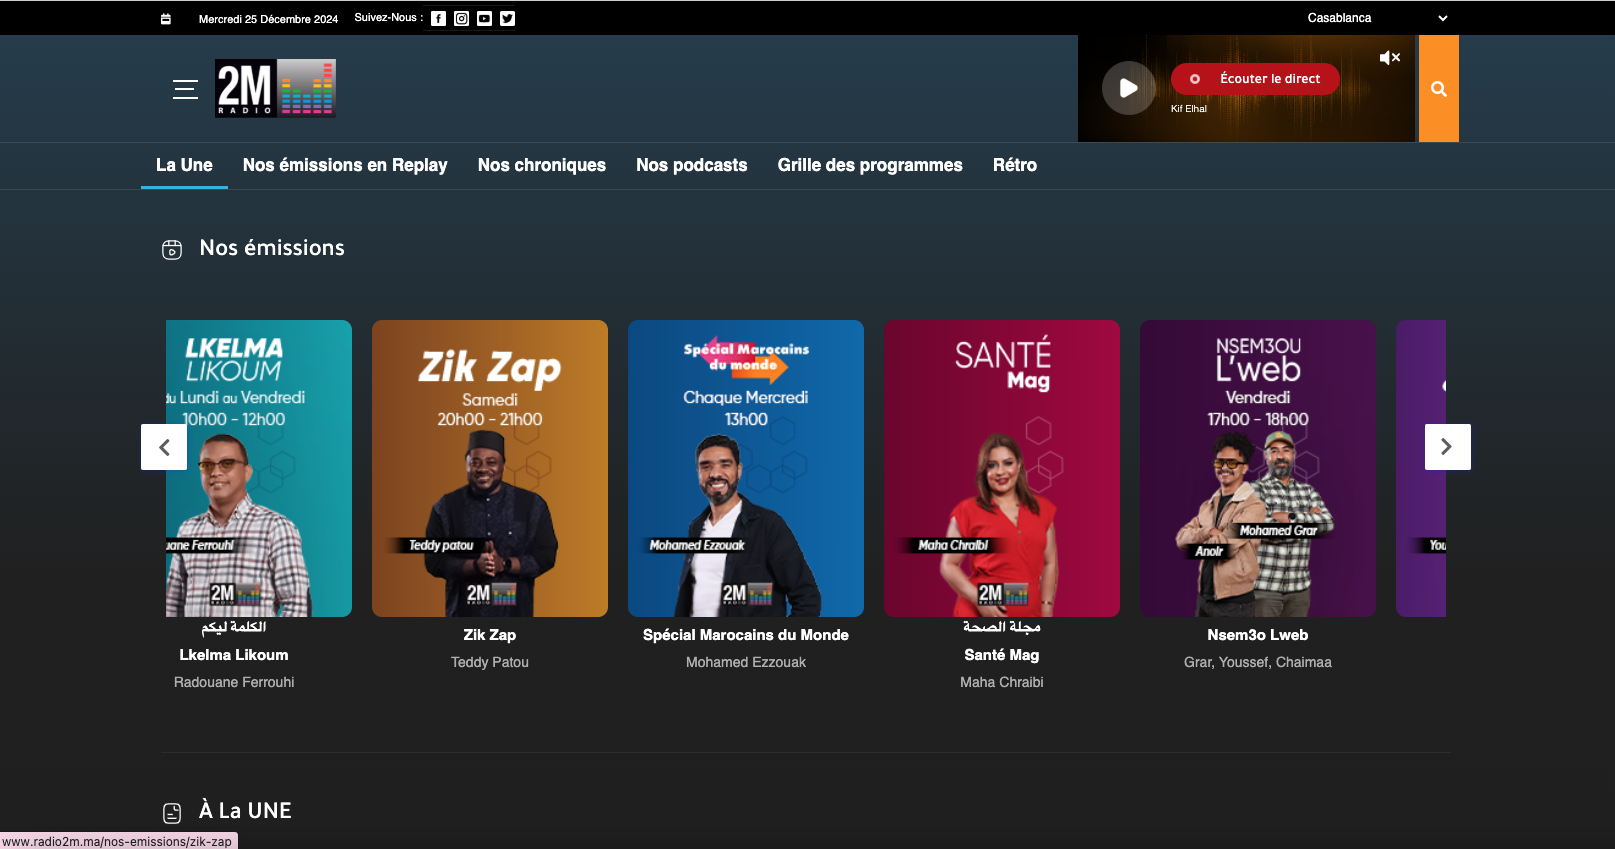 Mercredi 25 Décembre 2024
Suivez-Nous :
Casablanca
2M
RADIO
Écouter le direct
Kif Elhal
La Une
Nos émissions en Replay
Nos chroniques
Nos podcasts
Grille des programmes
Rétro
Nos émissions
LKELMA
LIKOUM
du Lundi au Vendredi
10h00 - 12h00
Ferrouhi
2M
RADIO
الكلمة ليكم
Lkelma Likoum
Radouane Ferrouhi
Zik Zap
Samedi
20h00 - 21h00
Teddy patou
2M
RADIO
Zik Zap
Teddy Patou
Spécial Marocains
du monde
Chaque Mercredi
13h00
Mohamed Ezzouak
2M
RADIO
Spécial Marocains du Monde
Mohamed Ezzouak
SANTÉ
Mag
Maha Chraibi
2M
RADIO
مجلة الصحة
Santé Mag
Maha Chraibi
NSEM3OU
L'web
Vendredi
17h00 - 18h00
Mohamed Grar
Anoir
Nsem3o Lweb
Grar, Youssef, Chaimaa
À La UNE
www.radio2m.ma/nos-emissions/zik-zap